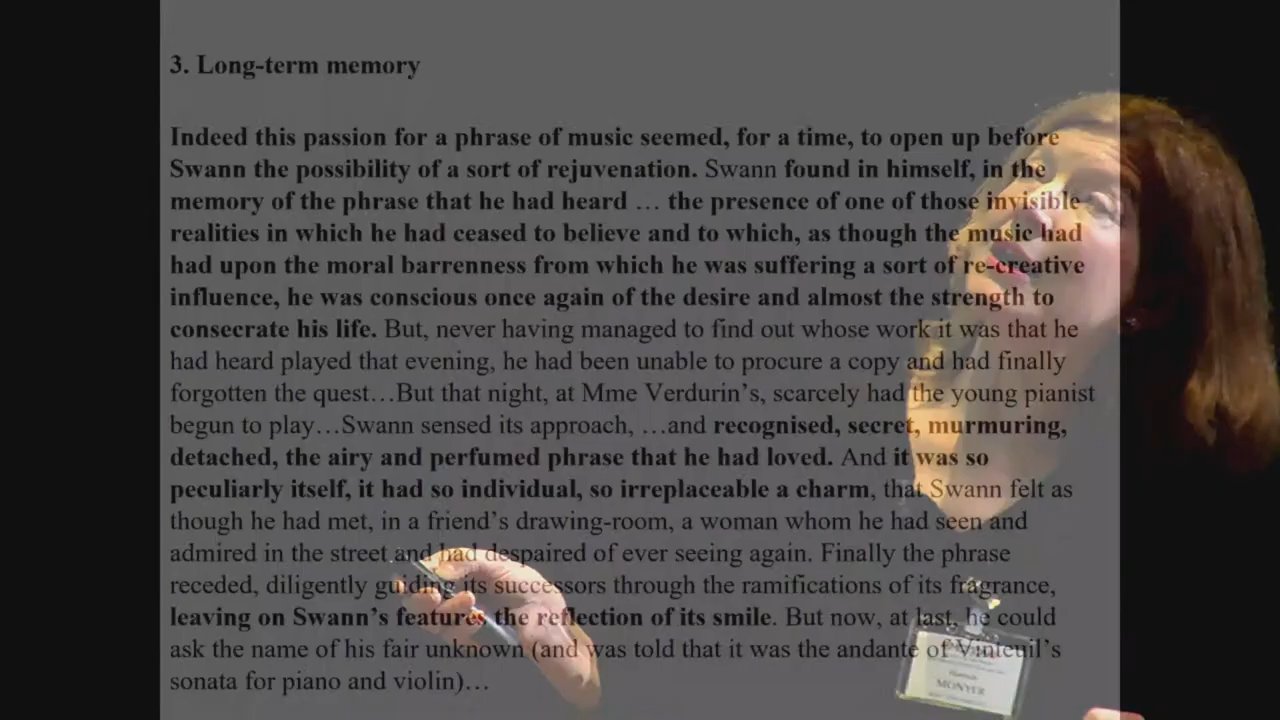 3. Long-term memory
Indeed this passion for a phrase of music seemed, for a time, to open up before
Swann the possibility of a sort of rejuvenation. Swann found in himself, in the
memory of the phrase that he had heard … the presence of one of those invisible
realities in which he had ceased to believe and to which, as though the music had
had upon the moral barrenness from which he was suffering a sort of re-creative
influence, he was conscious once again of the desire and almost the strength to
consecrate his life. But, never having managed to find out whose work it was that he
had heard played that evening, he had been unable to procure a copy and had finally
forgotten the quest…But that night, at Mme Verdurin's, scarcely had the young pianist
begun to play…Swann sensed its approach, …and recognised, secret, murmuring,
detached, the airy and perfumed phrase that he had loved. And it was so
peculiarly itself, it had so individual, so irreplaceable a charm, that Swann felt as
though he had met, in a friend's drawing-room, a woman whom he had seen and
admired in the street and had despaired of ever seeing again. Finally the phrase
receded, diligently guiding its successors through the ramifications of its fragrance,
leaving on Swann's features the reflection of its smile. But now, at last, he could
ask the name of his fair unknown (and was told that it was the andante of Vinteuil's
sonata for piano and violin)…
MONYER